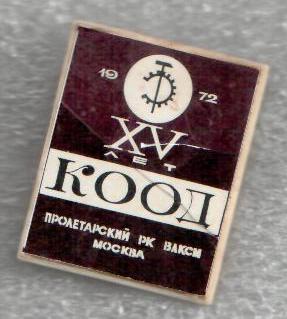 19 72
XV
ЛЕТ
КООД
ПРОЛЕТАРСКИЙ РК ВЛКСМ
МОСКВА